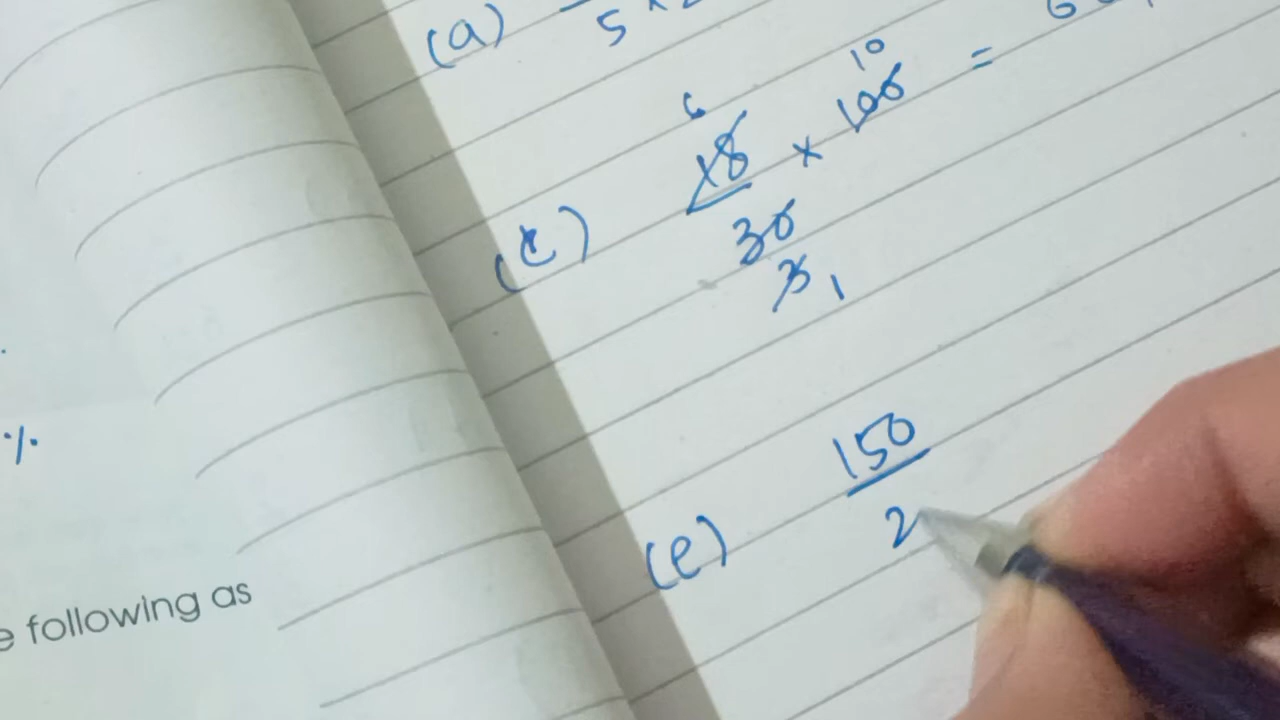 (a) 5 ×
6 10
18 × 100 =
(c) 30
3 1
150
(e) 2
%
e following as